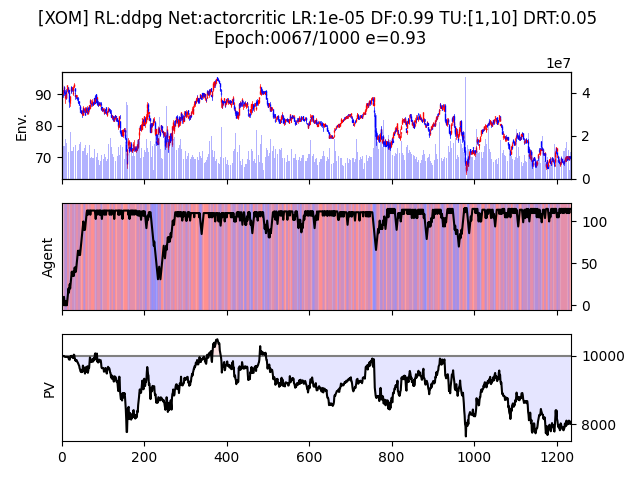 [XOM] RL:ddpg Net:actorcritic LR:1e-05 DF:0.99 TU:[1,10] DRT:0.05
Epoch:0067/1000 e=0.93
1e7
Env.
90
80
70
4
2
0
Agent
100
50
0
PV
10000
8000
0 200 400 600 800 1000 1200